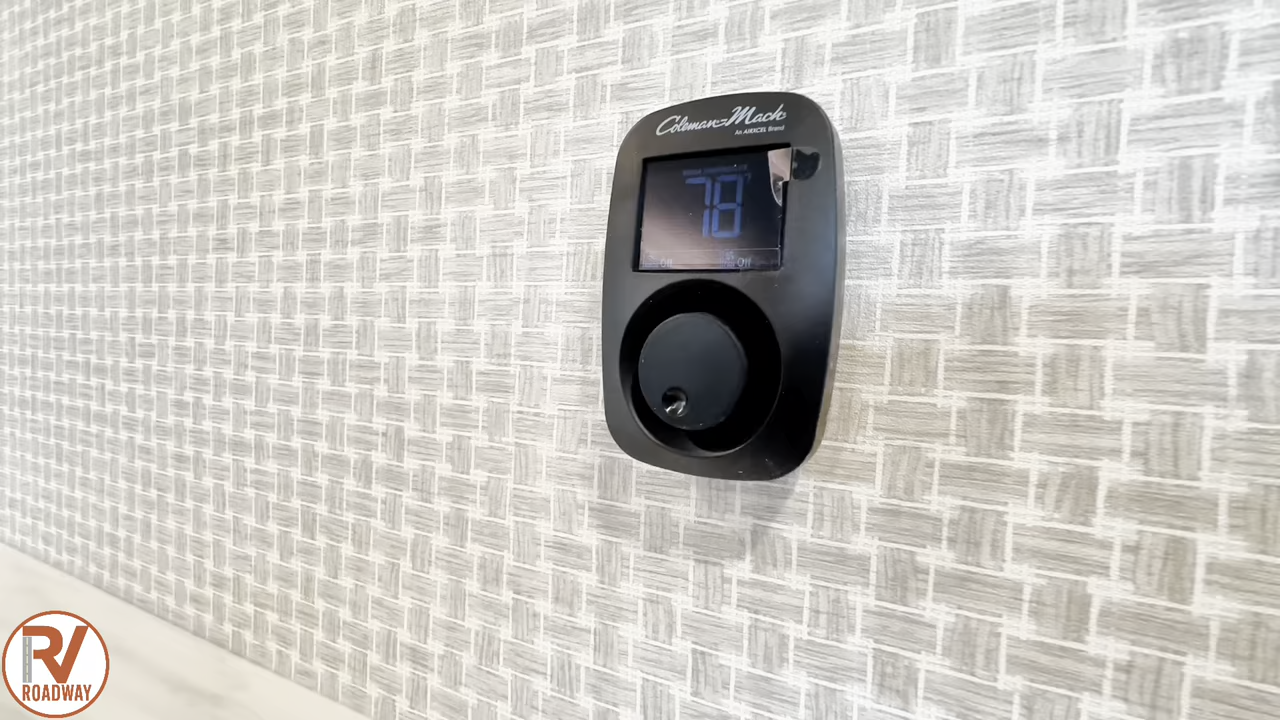 Coleman-Mach
An AIRXCEL Brand
78°F
Off
Off
RV
ROADWAY